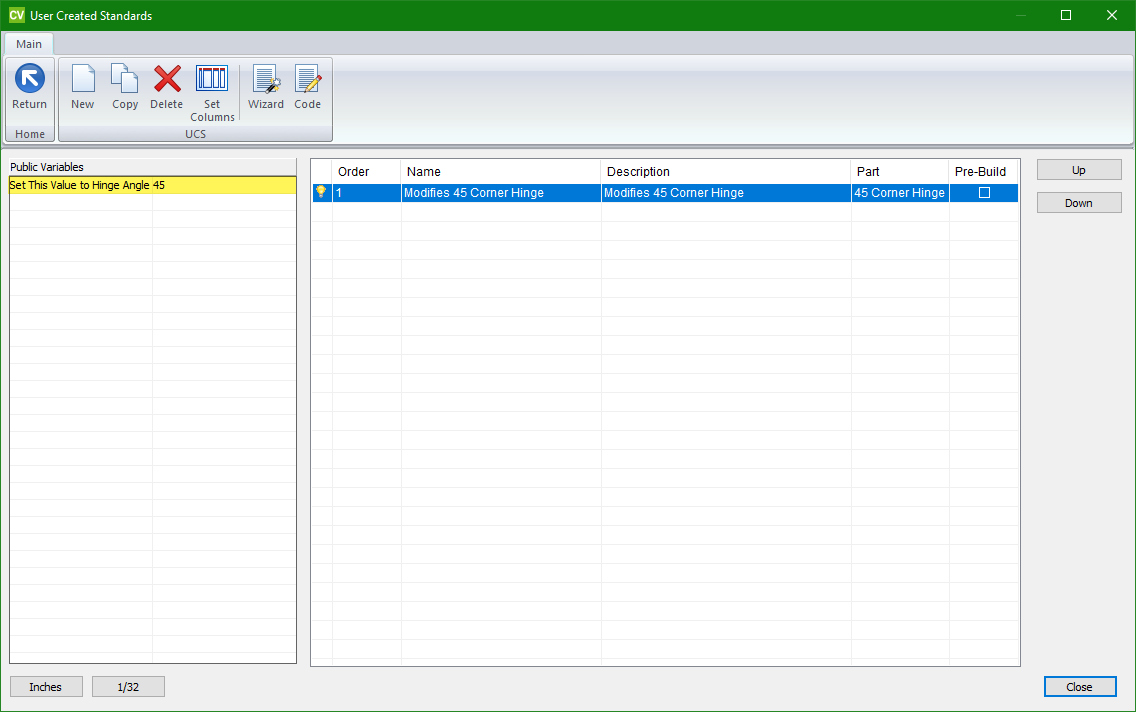 CV User Created Standards
Main
Return
New
Copy
Delete
Set
Columns
Wizard
Code
Home
UCS
Public Variables
Set This Value to Hinge Angle 45
Order Name Description Part Pre-Build
1 Modifies 45 Corner Hinge Modifies 45 Corner Hinge 45 Corner Hinge
Up
Down
Inches
1/32
Close